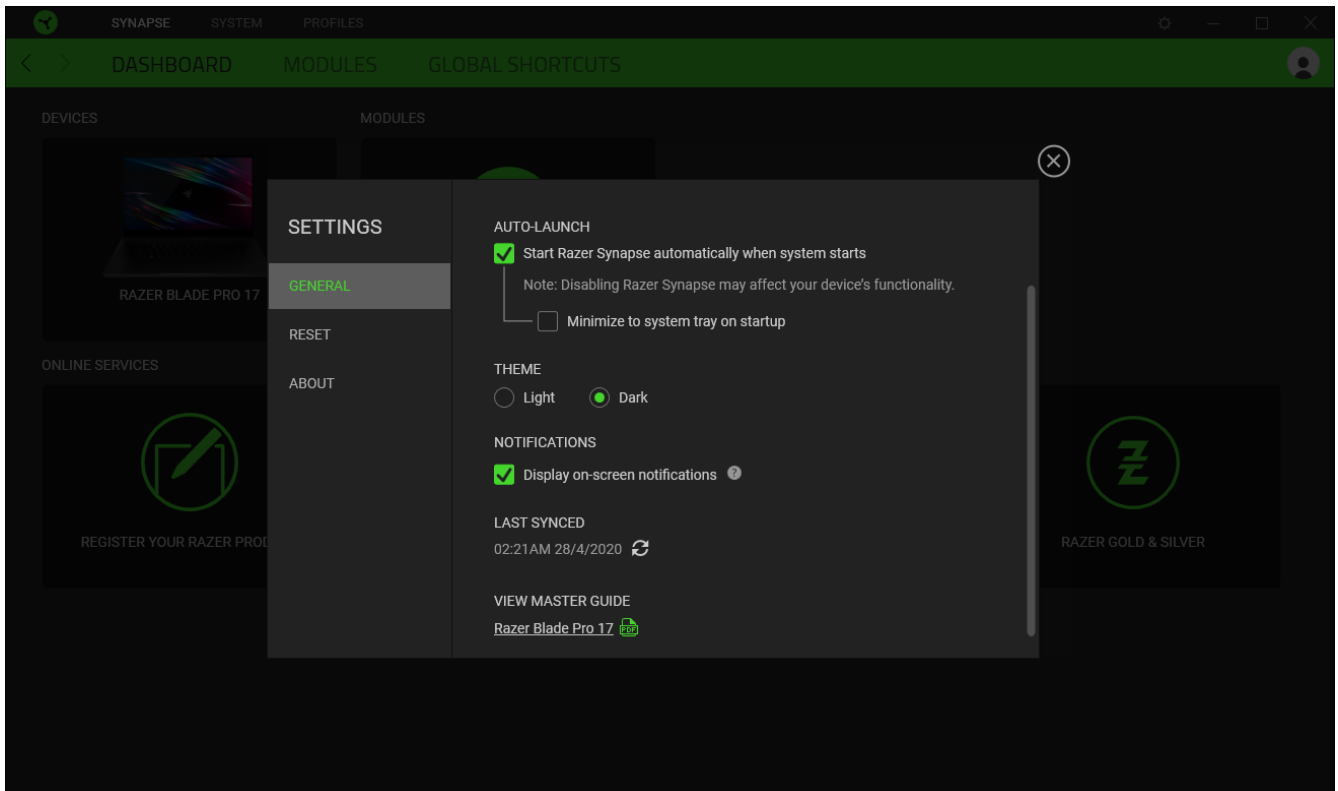 SYNAPSE SYSTEM PROFILES
DASHBOARD MODULES GLOBAL SHORTCUTS
DEVICES MODULES
RAZER BLADE PRO 17
ONLINE SERVICES
REGISTER YOUR RAZER
RAZER GOLD & SILVER
SETTINGS
GENERAL
RESET
ABOUT
AUTO-LAUNCH
Start Razer Synapse automatically when system starts
Note: Disabling Razer Synapse may affect your device’s functionality.
Minimize to system tray on startup
THEME
Light Dark
NOTIFICATIONS
Display on-screen notifications ?
LAST SYNCED
02:21AM 28/4/2020
VIEW MASTER GUIDE
Razer Blade Pro 17 PDF